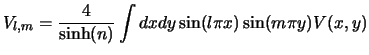 V_{l,m} = \frac{4}{\sinh(n)} \int dxdy \sin(l\pi x) \sin(m\pi y) V(x,y)